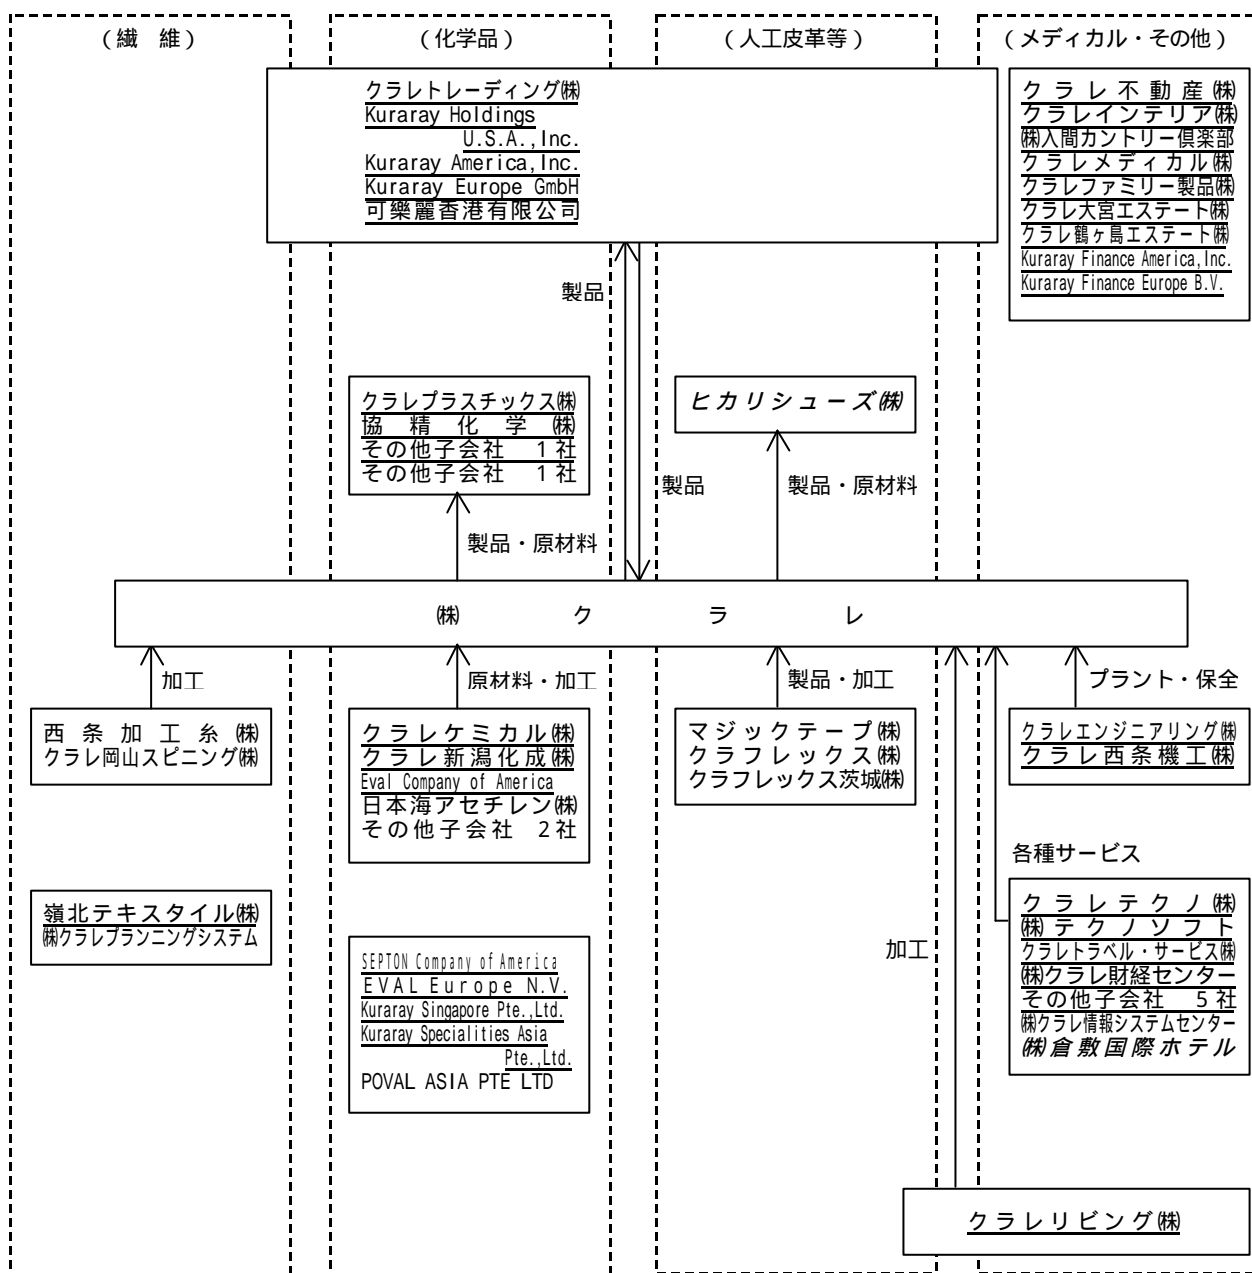 （繊　維）
（化学品）
（人工皮革等）
（メディカル・その他）
クラレトレーディング㈱
Kuraray Holdings
U.S.A.,Inc.
Kuraray America,Inc.
Kuraray Europe GmbH
可樂麗香港有限公司
クラレ不動産㈱
クラレインテリア㈱
㈱入間カントリー倶楽部
クラレメディカル㈱
クラレファミリー製品㈱
クラレ大宮エステート㈱
クラレ鶴ヶ島エステート㈱
Kuraray Finance America,Inc.
Kuraray Finance Europe B.V.
製品
クラレプラスチックス㈱
協精化学㈱
その他子会社　1社
その他子会社　1社
ヒカリシューズ㈱
製品
製品・原材料
製品・原材料
㈱クラレ
加工
原材料・加工
製品・加工
プラント・保全
西条加工糸㈱
クラレ岡山スピニング㈱
クラレケミカル㈱
クラレ新潟化成㈱
Eval Company of America
日本海アセチレン㈱
その他子会社　2社
マジックテープ㈱
クラフレックス㈱
クラフレックス茨城㈱
クラレエンジニアリング㈱
クラレ西条機工㈱
各種サービス
嶺北テキスタイル㈱
㈱クラレプランニングシステム
SEPTON Company of America
EVAL Europe N.V.
Kuraray Singapore Pte.,Ltd.
Kuraray Specialities Asia
Pte.,Ltd.
POVAL ASIA PTE LTD
加工
クラレテクノ㈱
㈱テクノソフト
クラレトラベル・サービス㈱
㈱クラレ財経センター
その他子会社　5社
㈱クラレ情報システムセンター
㈱倉敷国際ホテル
クラレリビング㈱